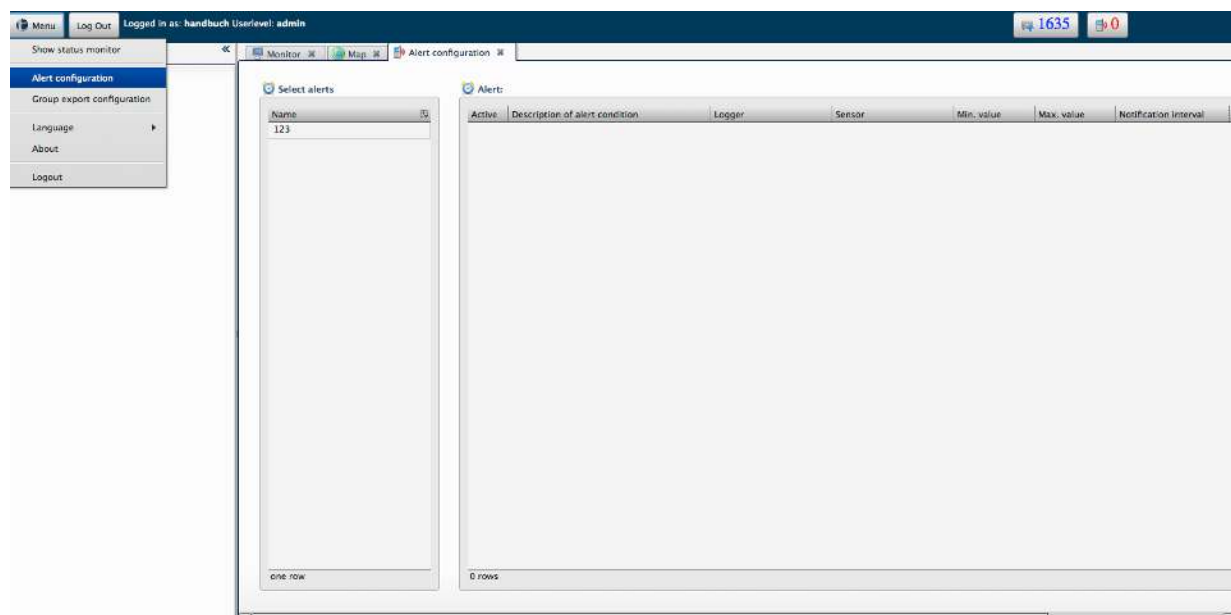 Menu Log Out Logged in as: handbuch Userlevel: admin 1635 0
Show status monitor
Alert configuration
Group export configuration
Language
About
Logout
Monitor Map Alert configuration
Select alerts
Name
123
one row
Alert:
Active Description of alert condition Logger Sensor Min. value Max. value Notification interval
0 rows